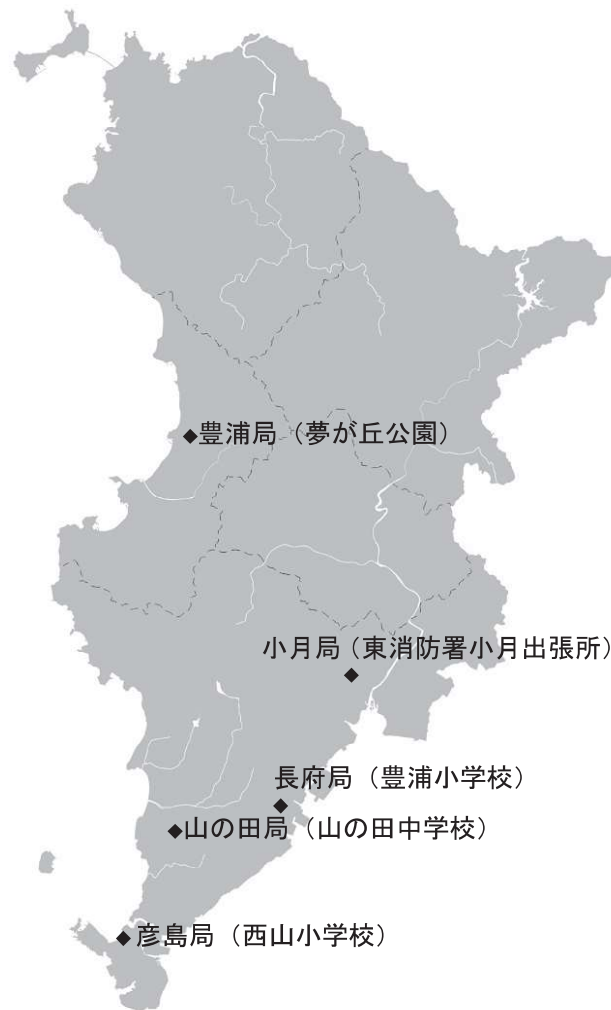 ◆豊浦局（夢が丘公園）
小月局（東消防署小月出張所）
長府局（豊浦小学校）
◆山の田局（山の田中学校）
◆彦島局（西山小学校）